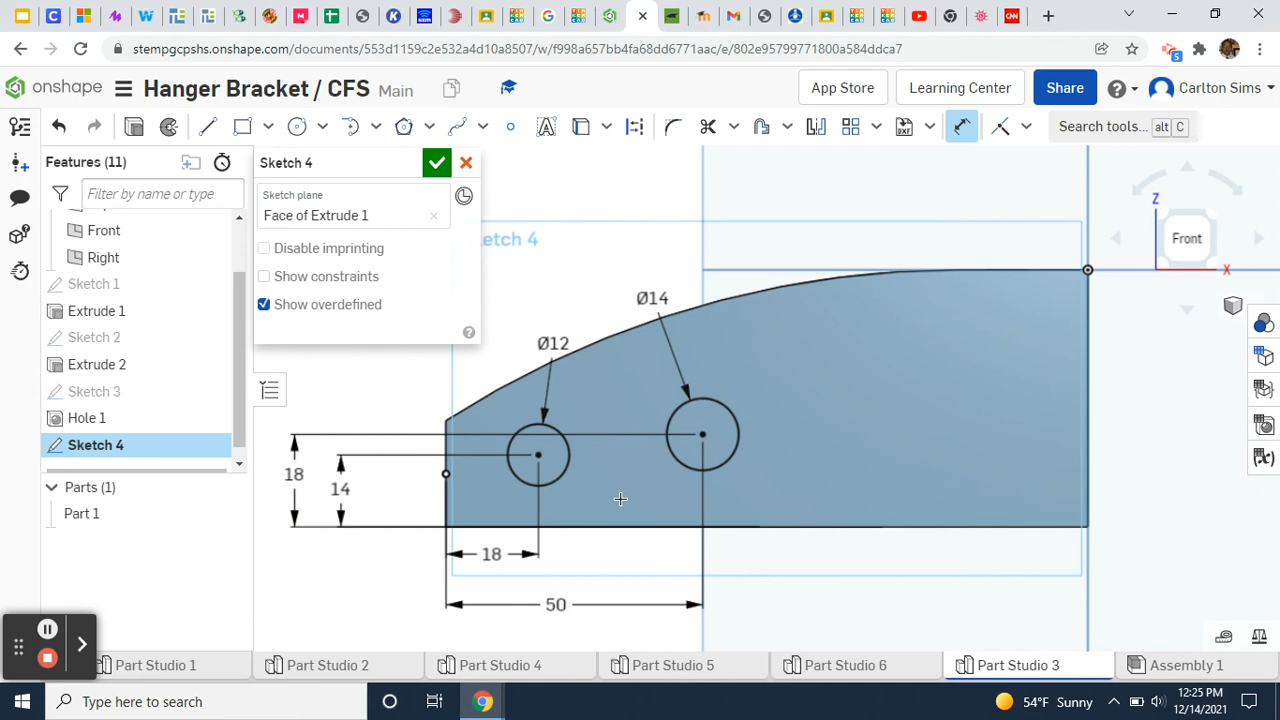 stempgcpshs.onshape.com/documents/553d1159c2e532a4d10a8507/w/f998a657bb4fa68dd6771aac/e/802e95799771800a584ddca7
5
onshape
Hanger Bracket / CFS Main
App Store
Learning Center
Share
Carlton Sims
Search tools... alt C
Features (11)
Filter by name or type
Front
Right
Sketch 1
Extrude 1
Sketch 2
Extrude 2
Sketch 3
Hole 1
Sketch 4
Parts (1)
Part 1
Sketch 4
Sketch plane
Face of Extrude 1
Disable imprinting
Show constraints
Show overdefined
etch 4
Ø14
Ø12
18
14
18
50
Z
Front
X
Part Studio 1
Part Studio 2
Part Studio 4
Part Studio 5
Part Studio 6
Part Studio 3
Assembly 1
Type here to search
54°F Sunny
12:25 PM
12/14/2021